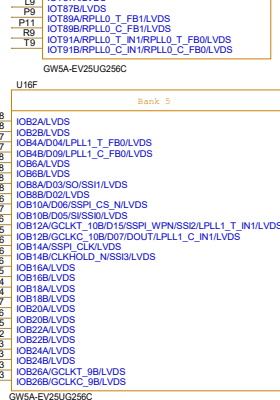 L9
P9 IOT87B/LVDS
P11 IOT89A/RPLL0_T_FB1/LVDS
R9 IOT89B/RPLL0_C_FB1/LVDS
T9 IOT91A/RPLL0_T_IN1/RPLL0_T_FB0/LVDS
IOT91B/RPLL0_C_IN1/RPLL0_C_FB0/LVDS
GW5A-EV25UG256C
U16F
Bank 5
IOB2A/LVDS
IOB2B/LVDS
IOB4A/D04/LPLL1_T_FB0/LVDS
IOB4B/D09/LPLL1_C_FB0/LVDS
IOB6A/LVDS
IOB6B/LVDS
IOB8A/D03/SO/SSI1/LVDS
IOB8B/D02/LVDS
IOB10A/D06/SSPI_CS_N/LVDS
IOB10B/D05/SI/SSI0/LVDS
IOB12A/GCLKT_10B/D15/SSPI_WPN/SSI2/LPLL1_T_IN1/LVDS
IOB12B/GCLKC_10B/D07/DOUT/LPLL1_C_IN1/LVDS
IOB14A/SSPI_CLK/LVDS
IOB14B/CLKHOLD_N/SSI3/LVDS
IOB16A/LVDS
IOB16B/LVDS
IOB18A/LVDS
IOB18B/LVDS
IOB20A/LVDS
IOB20B/LVDS
IOB22A/LVDS
IOB22B/LVDS
IOB24A/LVDS
IOB24B/LVDS
IOB26A/GCLKT_9B/LVDS
IOB26B/GCLKC_9B/LVDS
GW5A-EV25UG256C